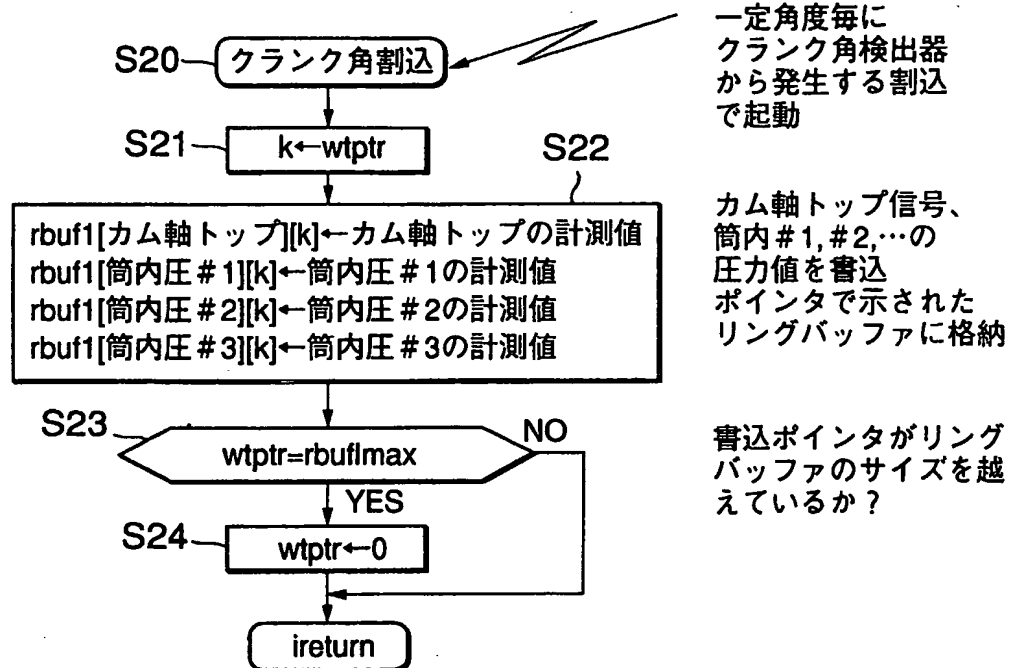 S20
クランク角割込
一定角度毎に
クランク角検出器
から発生する割込
で起動
S21
k←wtptr
S22
rbuf1[カム軸トップ][k]←カム軸トップの計測値
rbuf1[筒内圧＃1][k]←筒内圧＃1の計測値
rbuf1[筒内圧＃2][k]←筒内圧＃2の計測値
rbuf1[筒内圧＃3][k]←筒内圧＃3の計測値
カム軸トップ信号、
筒内＃1,＃2,…の
圧力値を書込
ポインタで示された
リングバッファに格納
S23
wtptr=rbuflmax
NO
YES
書込ポインタがリング
バッファのサイズを越
えているか？
S24
wtptr←0
ireturn